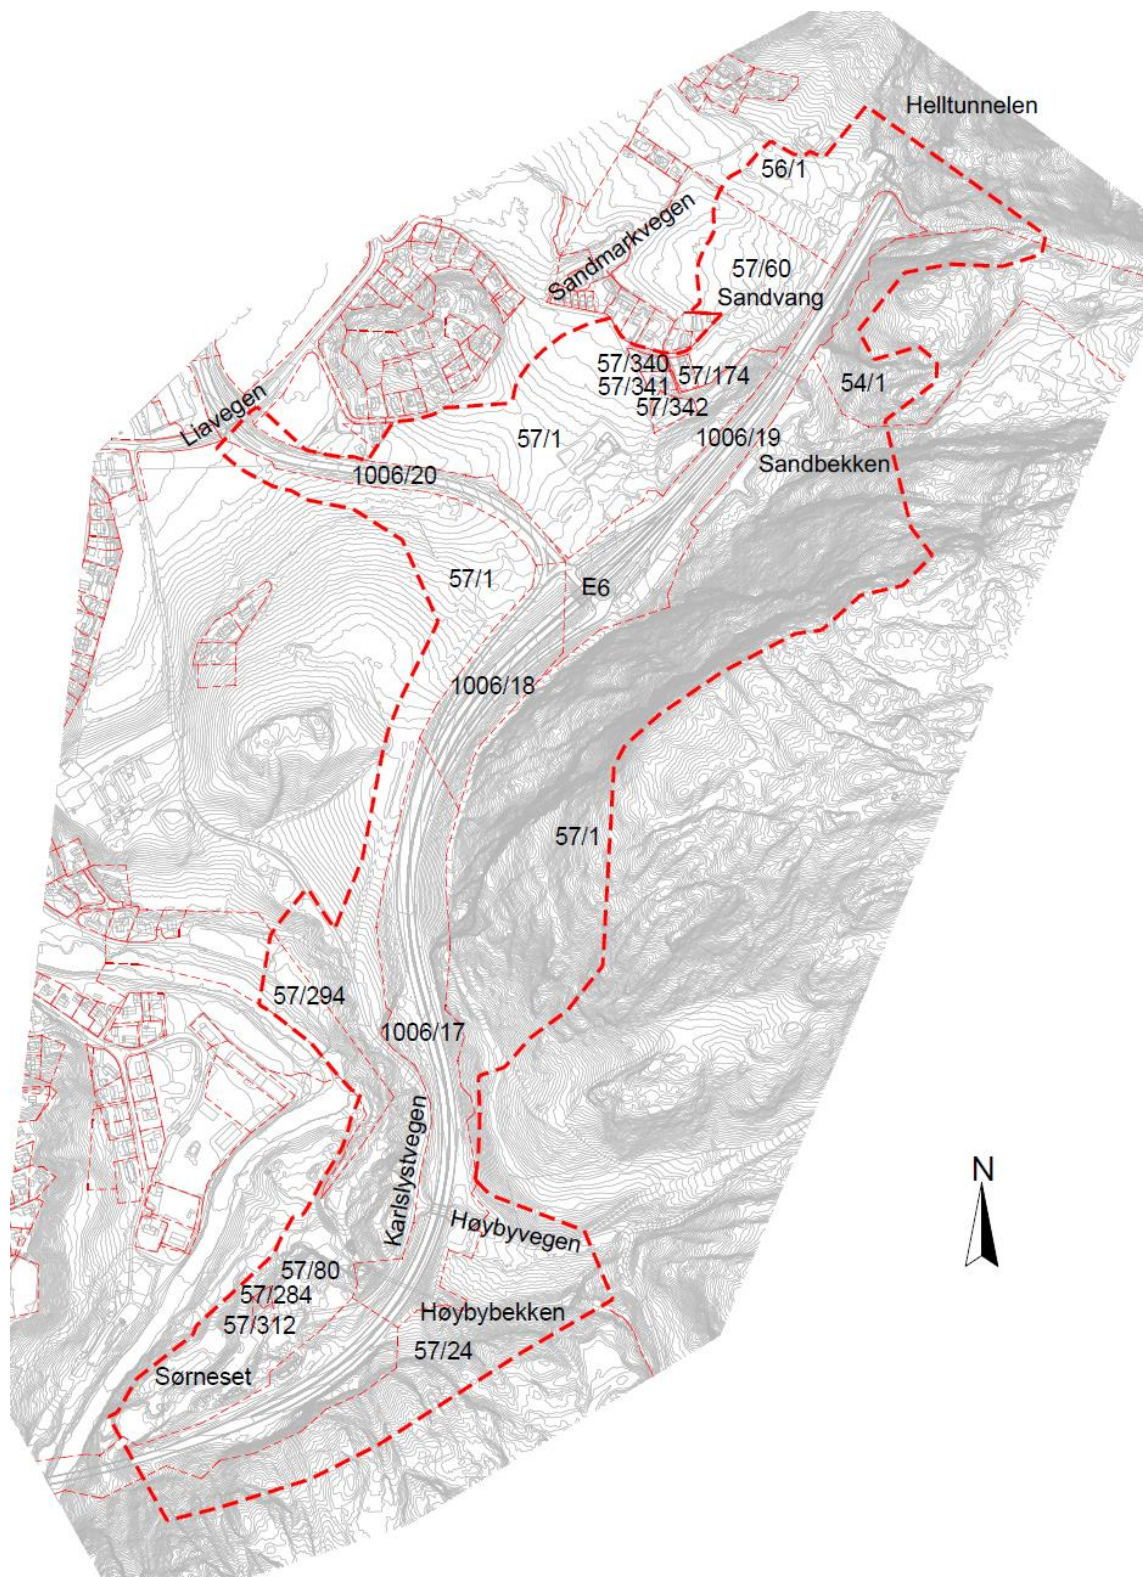 Helltunnelen
56/1
Sandmarkvegen
57/60
Sandvang
57/340
57/174
57/341
54/1
57/342
Liavegen
57/1
1006/19
Sandbekken
1006/20
57/1
E6
1006/18
57/1
57/294
1006/17
Karlslystvegen
N
Høybyvegen
57/80
57/284
Høybybekken
57/312
57/24
Sørneset